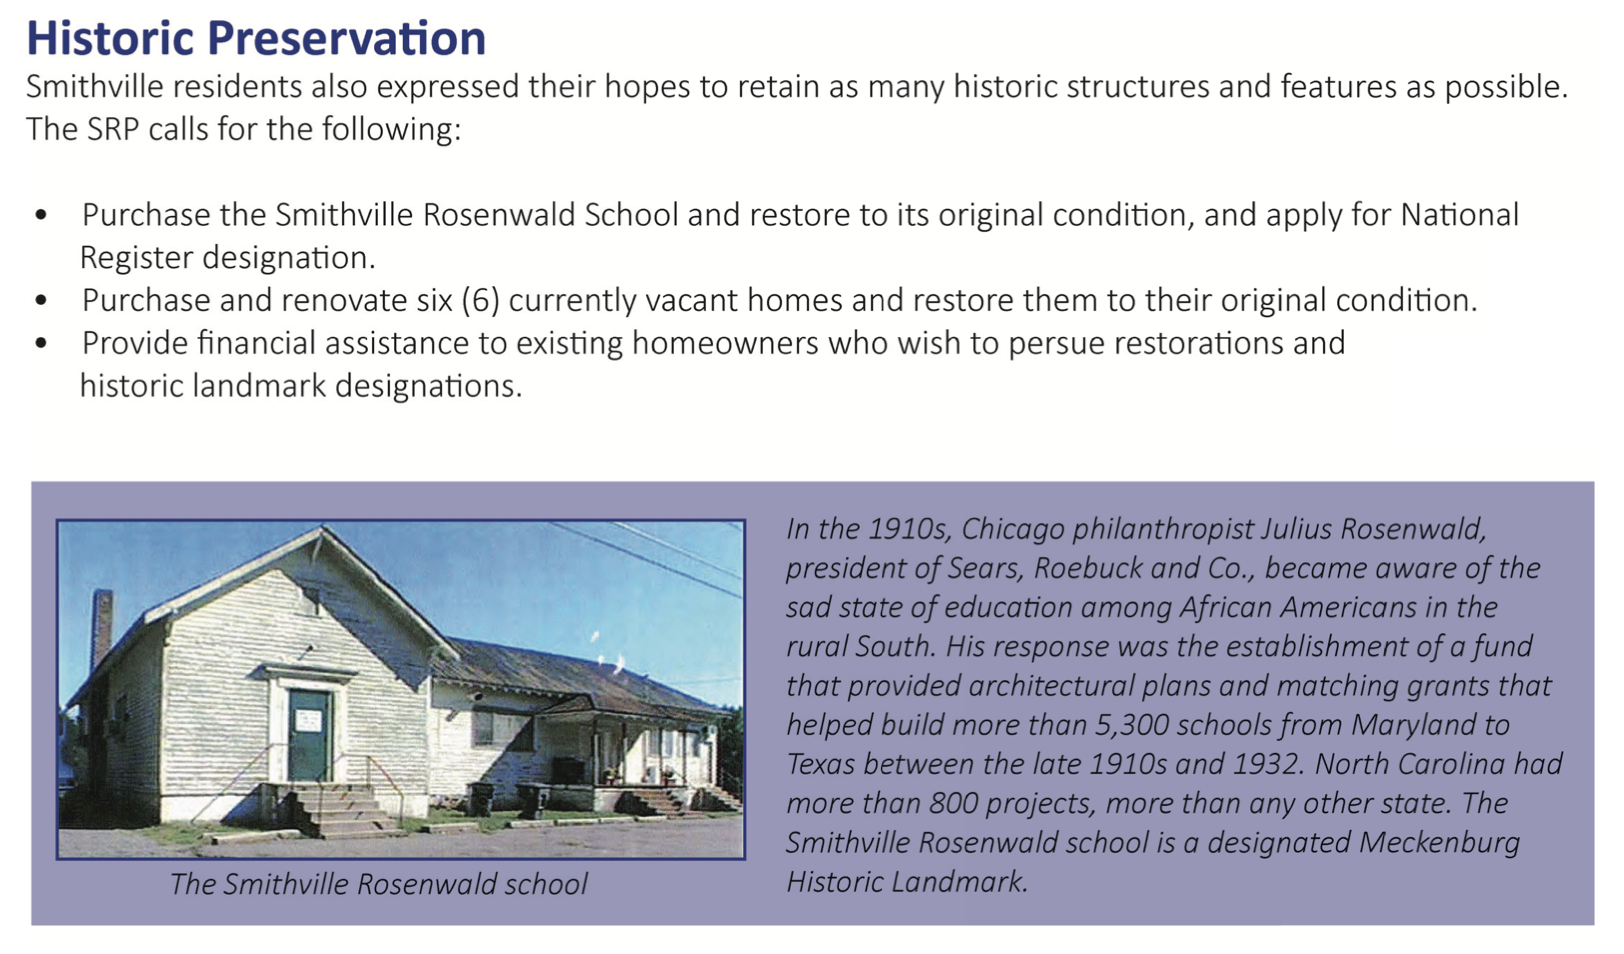 Historic Preservation
Smithville residents also expressed their hopes to retain as many historic structures and features as possible.
The SRP calls for the following:
• Purchase the Smithville Rosenwald School and restore to its original condition, and apply for National
Register designation.
• Purchase and renovate six (6) currently vacant homes and restore them to their original condition.
• Provide financial assistance to existing homeowners who wish to persue restorations and
historic landmark designations.
The Smithville Rosenwald school
In the 1910s, Chicago philanthropist Julius Rosenwald,
president of Sears, Roebuck and Co., became aware of the
sad state of education among African Americans in the
rural South. His response was the establishment of a fund
that provided architectural plans and matching grants that
helped build more than 5,300 schools from Maryland to
Texas between the late 1910s and 1932. North Carolina had
more than 800 projects, more than any other state. The
Smithville Rosenwald school is a designated Meckenburg
Historic Landmark.